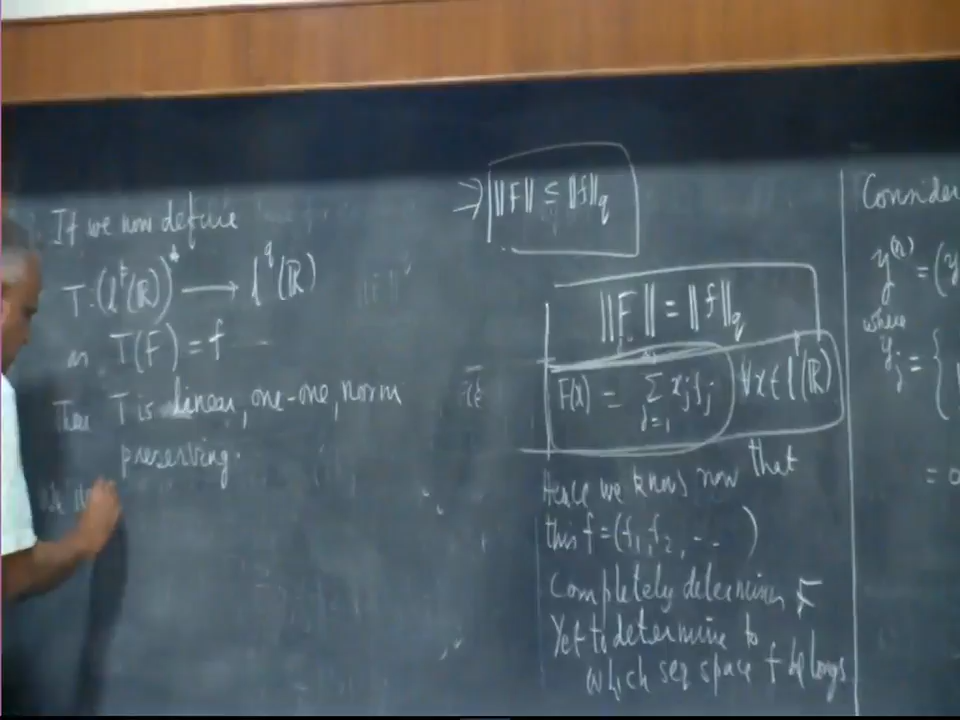 If we now define
T : (l^p(ℝ))^* ⟶ l^q(ℝ)
as T(F) = f
Then T is linear, one-one, norm
preserving.
⇒ ‖F‖ ≤ ‖f‖_q
‖F‖ = ‖f‖_q
F(x) = ∞ Σ j=1 x_j f_j ∀x∈l^p(ℝ)
Hence we know now that
this f = (f_1, f_2, -- -- )
Completely determines F
Yet to determine to
which seq space f belongs
Consider
y^(n) = (y
where
y_j = {